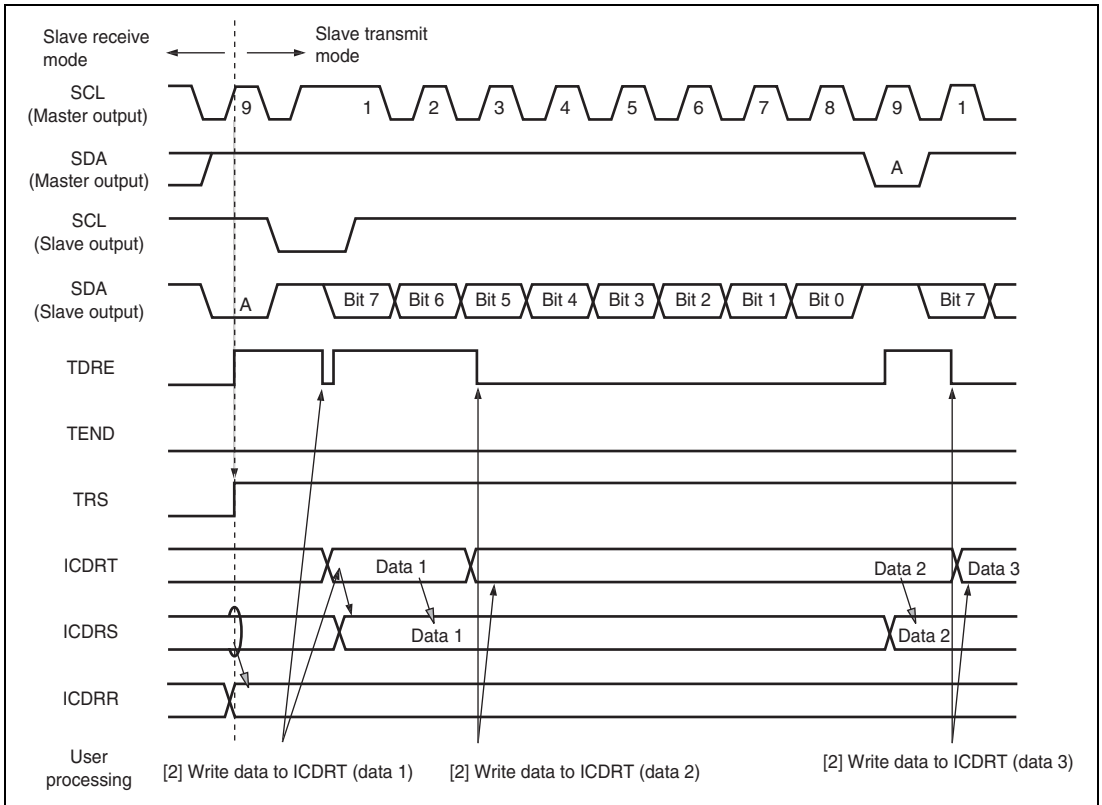 Slave receive
mode
Slave transmit
mode
SCL
(Master output)
9 1 2 3 4 5 6 7 8 9 1
SDA
(Master output)
A
SCL
(Slave output)
SDA
(Slave output)
A Bit 7 Bit 6 Bit 5 Bit 4 Bit 3 Bit 2 Bit 1 Bit 0 Bit 7
TDRE
TEND
TRS
ICDRT
Data 1 Data 2 Data 3
ICDRS
Data 1 Data 2
ICDRR
User
processing
[2] Write data to ICDRT (data 1) [2] Write data to ICDRT (data 2) [2] Write data to ICDRT (data 3)